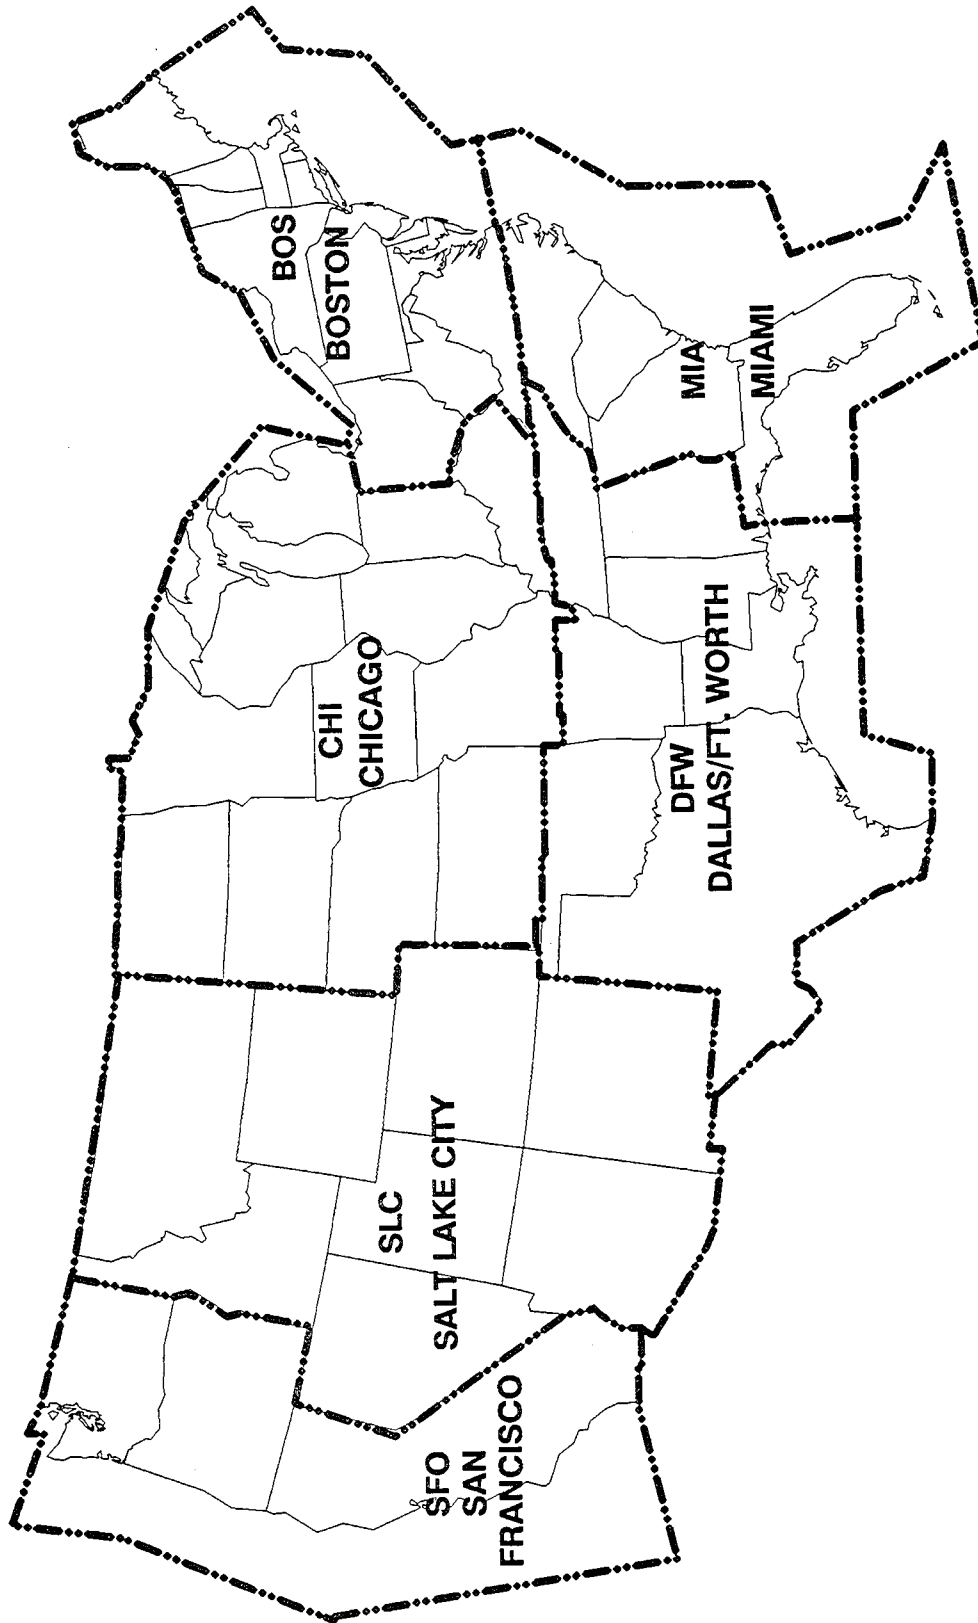 SFO
SAN
FRANCISCO
SLC
SALT LAKE CITY
CHI
CHICAGO
DFW
DALLAS/FT. WORTH
BOS
BOSTON
MIA
MIAMI